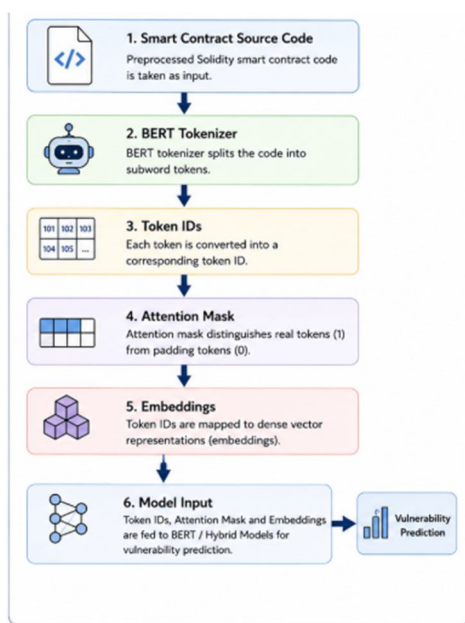 1. Smart Contract Source Code
Preprocessed Solidity smart contract code
is taken as input.
</>
2. BERT Tokenizer
BERT tokenizer splits the code into
subword tokens.
101 102 103
104 105 ...
3. Token IDs
Each token is converted into a
corresponding token ID.
4. Attention Mask
Attention mask distinguishes real tokens (1)
from padding tokens (0).
5. Embeddings
Token IDs are mapped to dense vector
representations (embeddings).
6. Model Input
Token IDs, Attention Mask and Embeddings
are fed to BERT / Hybrid Models for
vulnerability prediction.
Vulnerability
Prediction